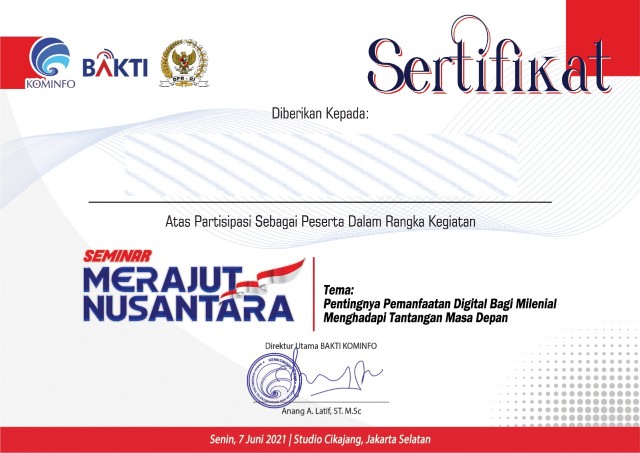 KOMINFO
BAKTI
DPR - RI
Sertifikat
Diberikan Kepada:
Atas Partisipasi Sebagai Peserta Dalam Rangka Kegiatan
SEMINAR
MERAJUT
NUSANTARA
Tema:
Pentingnya Pemanfaatan Digital Bagi Milenial
Menghadapi Tantangan Masa Depan
Direktur Utama BAKTI KOMINFO
Anang A. Latif, ST. M.Sc
Senin, 7 Juni 2021 | Studio Cikajang, Jakarta Selatan